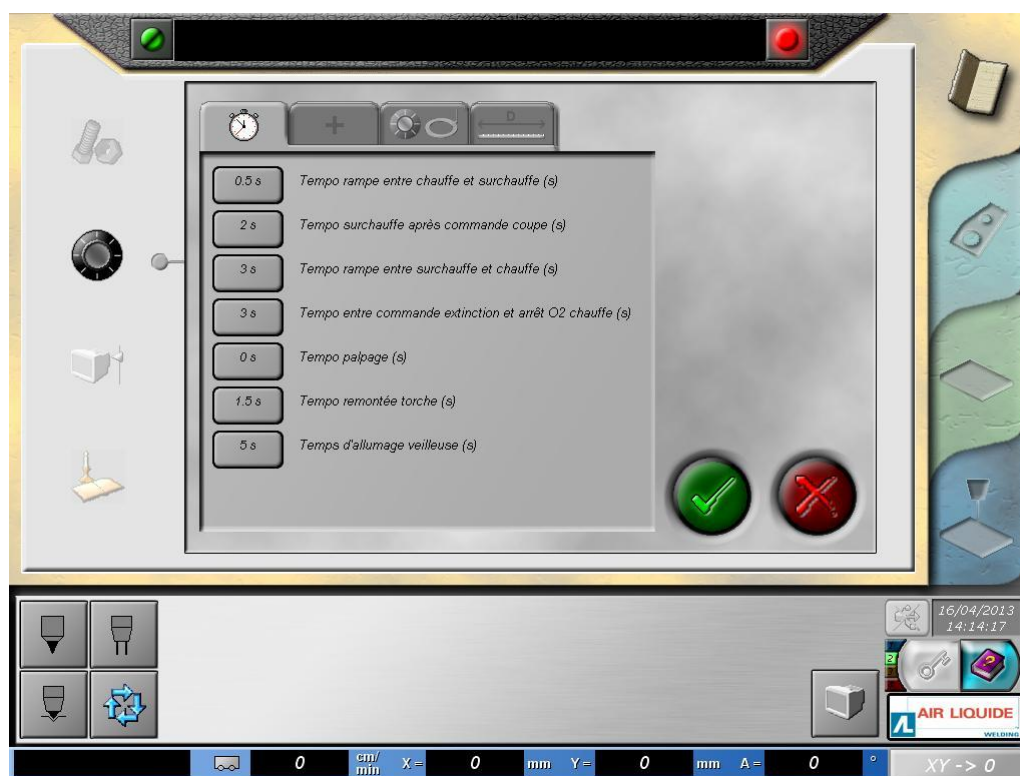 D
0.5 s Tempo rampe entre chauffe et surchauffe (s)
2 s Tempo surchauffe après commande coupe (s)
3 s Tempo rampe entre surchauffe et chauffe (s)
3 s Tempo entre commande extinction et arrêt O2 chauffe (s)
0 s Tempo palpage (s)
1.5 s Tempo remontée torche (s)
5 s Temps d'allumage veilleuse (s)
16/04/2013
14:14:17
2 ?
AIR LIQUIDE
WELDING
0 cm/min X = 0 mm Y = 0 mm A = 0 ° XY -> 0